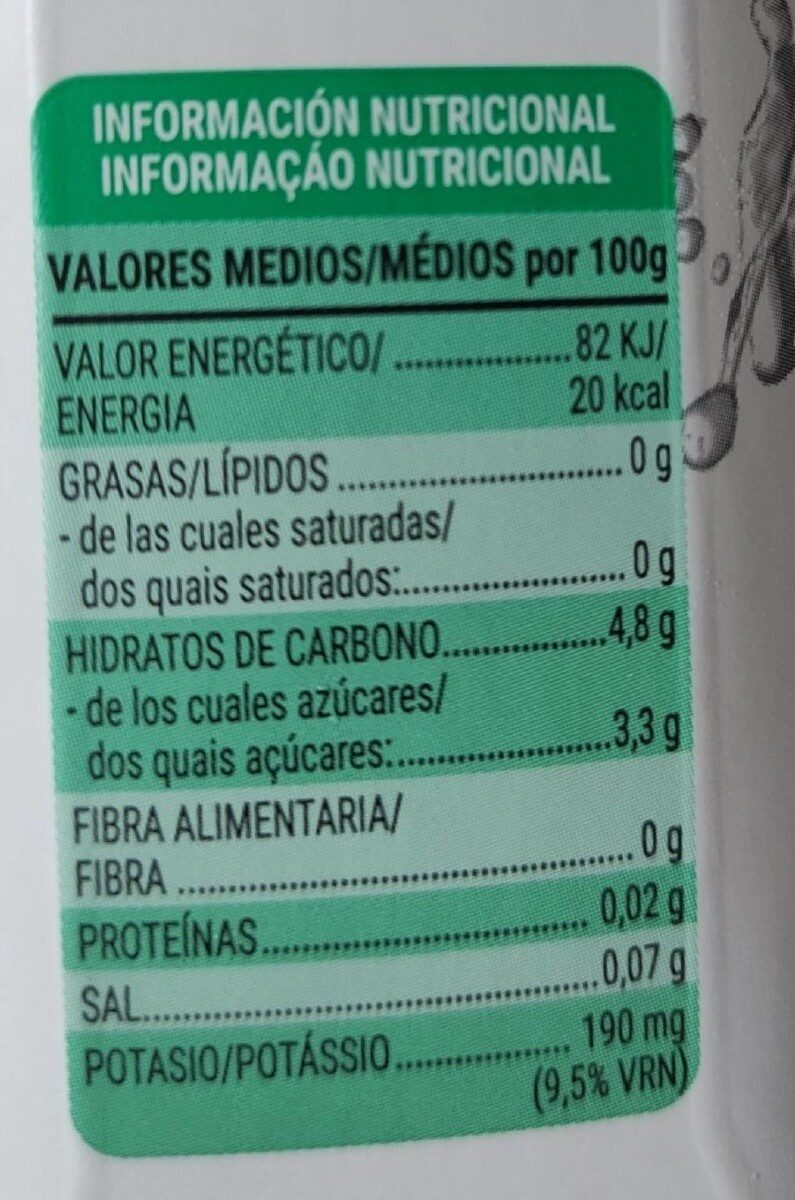 INFORMACIÓN NUTRICIONAL
INFORMAÇÁO NUTRICIONAL
VALORES MEDIOS/MÉDIOS por 100g
VALOR ENERGÉTICO/ ................. 82 KJ/
ENERGIA 20 kcal
GRASAS/LÍPIDOS ........................... 0 g
- de las cuales saturadas/
dos quais saturados:..................... 0 g
HIDRATOS DE CARBONO................4,8 g
- de los cuales azúcares/
dos quais açúcares:.....................3,3 g
FIBRA ALIMENTARIA/
FIBRA ............................................ 0 g
PROTEÍNAS................................ 0,02 g
SAL............................................0,07 g
POTASIO/POTÁSSIO................. 190 mg
(9,5% VRN)